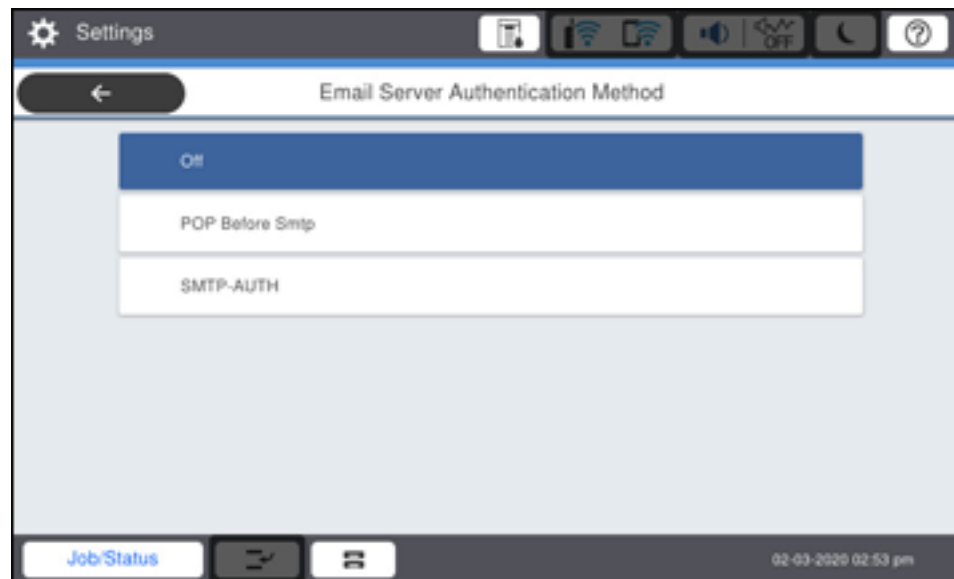 Settings
OFF
Email Server Authentication Method
Off
POP Before Smtp
SMTP-AUTH
Job/Status
02-03-2020 02:53 pm